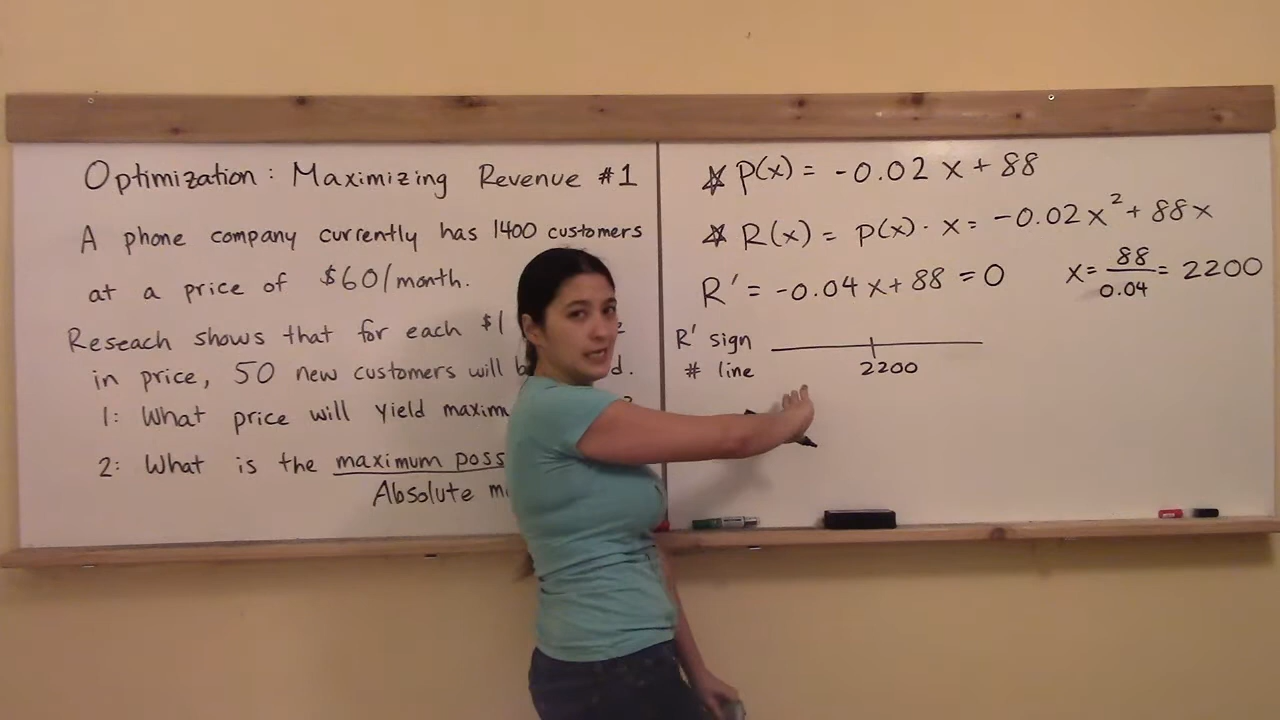 Optimization: Maximizing Revenue #1
A phone company currently has 1400 customers
at a price of $60/month.
Reseach shows that for each $1
in price, 50 new customers will
1: What price will yield
2: What is the maximum
Absolute
☆ P(x) = -0.02x + 88
☆ R(x) = p(x)·x = -0.02x² + 88x
R' = -0.04x + 88 = 0 x = 88/0.04 = 2200
R' sign
# line 2200